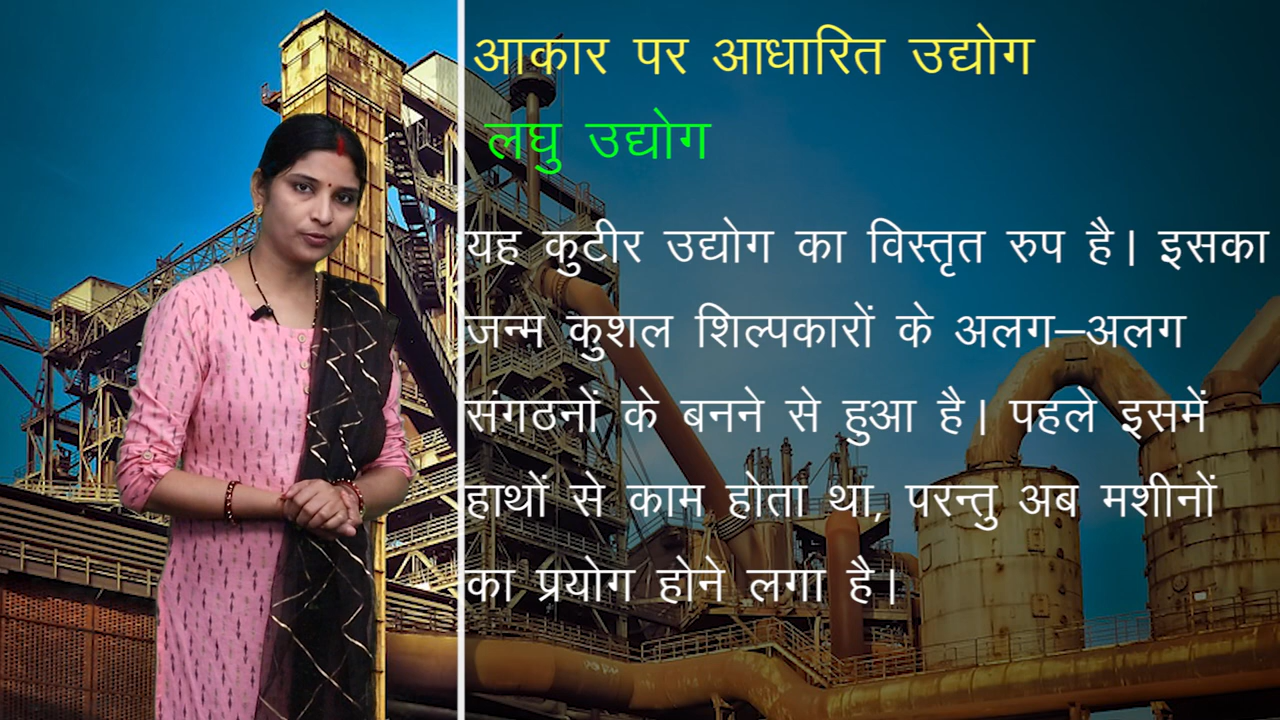 आकार पर आधारित उद्योग
लघु उद्योग
यह कुटीर उद्योग का विस्तृत रुप है। इसका
जन्म कुशल शिल्पकारों के अलग–अलग
संगठनों के बनने से हुआ है। पहले इसमें
हाथों से काम होता था, परन्तु अब मशीनों
का प्रयोग होने लगा है।